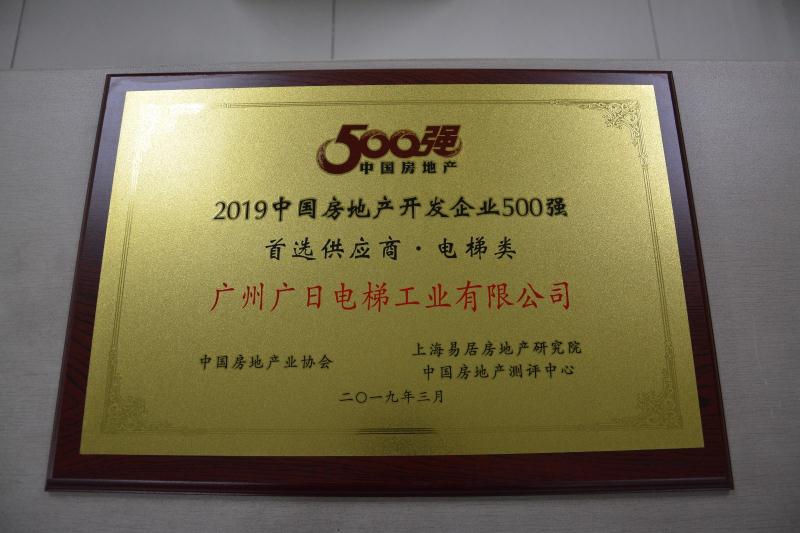 500强
中国房地产
2019中国房地产开发企业500强
首选供应商·电梯类
广州广日电梯工业有限公司
中国房地产业协会
上海易居房地产研究院
中国房地产测评中心
二〇一九年三月